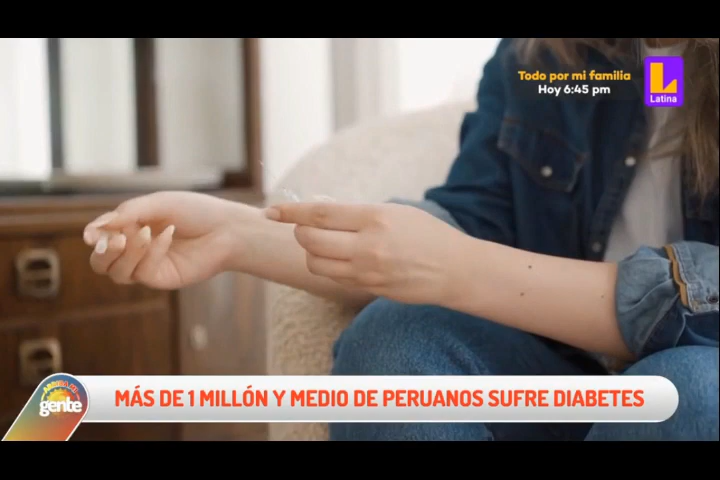 Todo por mi familia
Hoy 6:45 pm
Latina
gente
MÁS DE 1 MILLÓN Y MEDIO DE PERUANOS SUFRE DIABETES